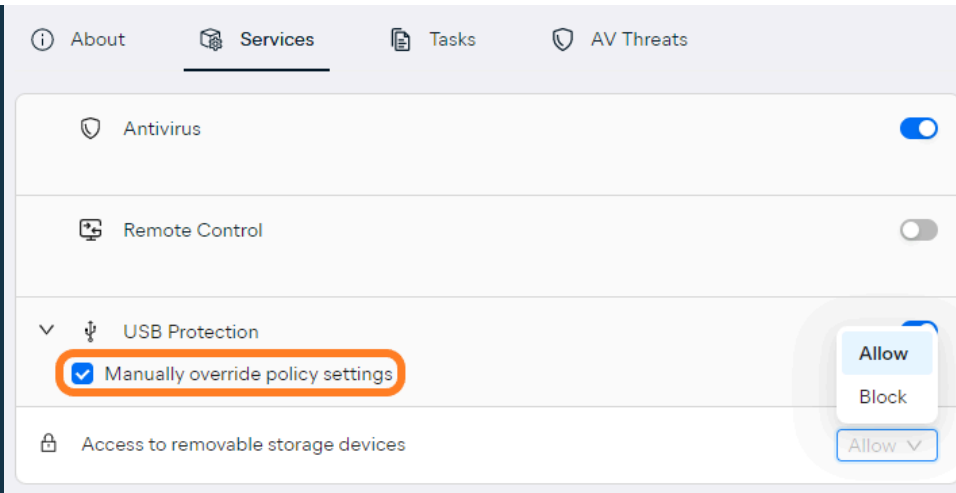 About
Services
Tasks
AV Threats
Antivirus
Remote Control
USB Protection
Manually override policy settings
Allow
Block
Access to removable storage devices
Allow